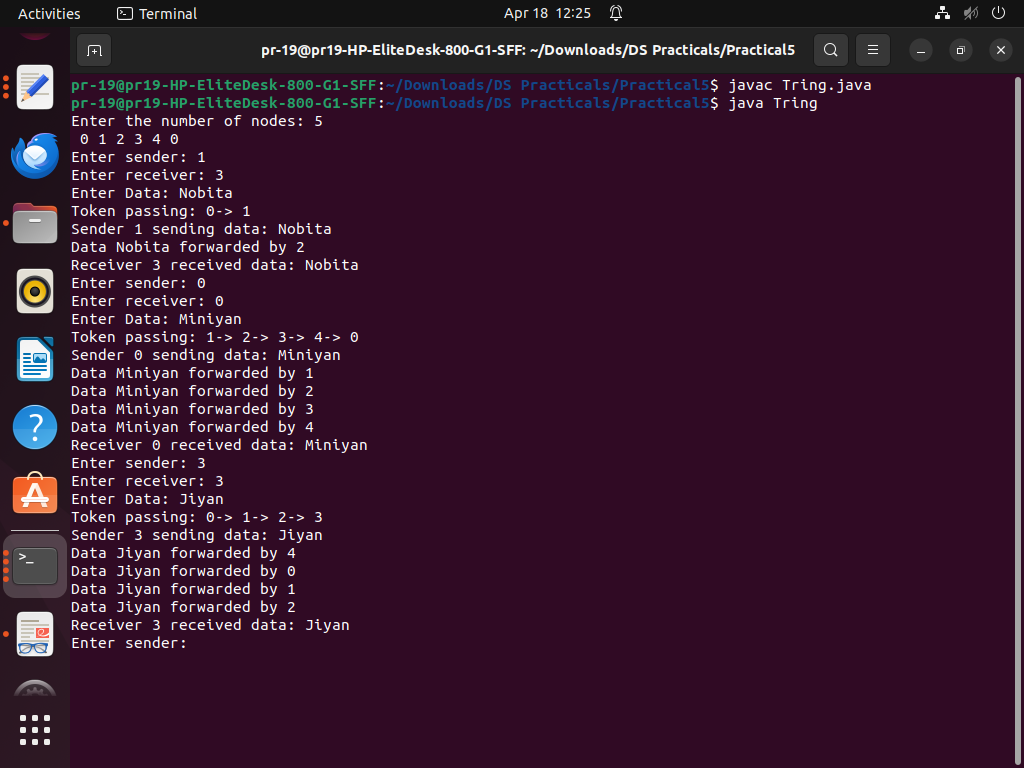 Activities Terminal Apr 18 12:25
pr-19@pr19-HP-EliteDesk-800-G1-SFF: ~/Downloads/DS Practicals/Practical5
pr-19@pr19-HP-EliteDesk-800-G1-SFF:~/Downloads/DS Practicals/Practical5$ javac Tring.java
pr-19@pr19-HP-EliteDesk-800-G1-SFF:~/Downloads/DS Practicals/Practical5$ java Tring
Enter the number of nodes: 5
 0 1 2 3 4 0
Enter sender: 1
Enter receiver: 3
Enter Data: Nobita
Token passing: 0-> 1
Sender 1 sending data: Nobita
Data Nobita forwarded by 2
Receiver 3 received data: Nobita
Enter sender: 0
Enter receiver: 0
Enter Data: Miniyan
Token passing: 1-> 2-> 3-> 4-> 0
Sender 0 sending data: Miniyan
Data Miniyan forwarded by 1
Data Miniyan forwarded by 2
Data Miniyan forwarded by 3
Data Miniyan forwarded by 4
Receiver 0 received data: Miniyan
Enter sender: 3
Enter receiver: 3
Enter Data: Jiyan
Token passing: 0-> 1-> 2-> 3
Sender 3 sending data: Jiyan
Data Jiyan forwarded by 4
Data Jiyan forwarded by 0
Data Jiyan forwarded by 1
Data Jiyan forwarded by 2
Receiver 3 received data: Jiyan
Enter sender: